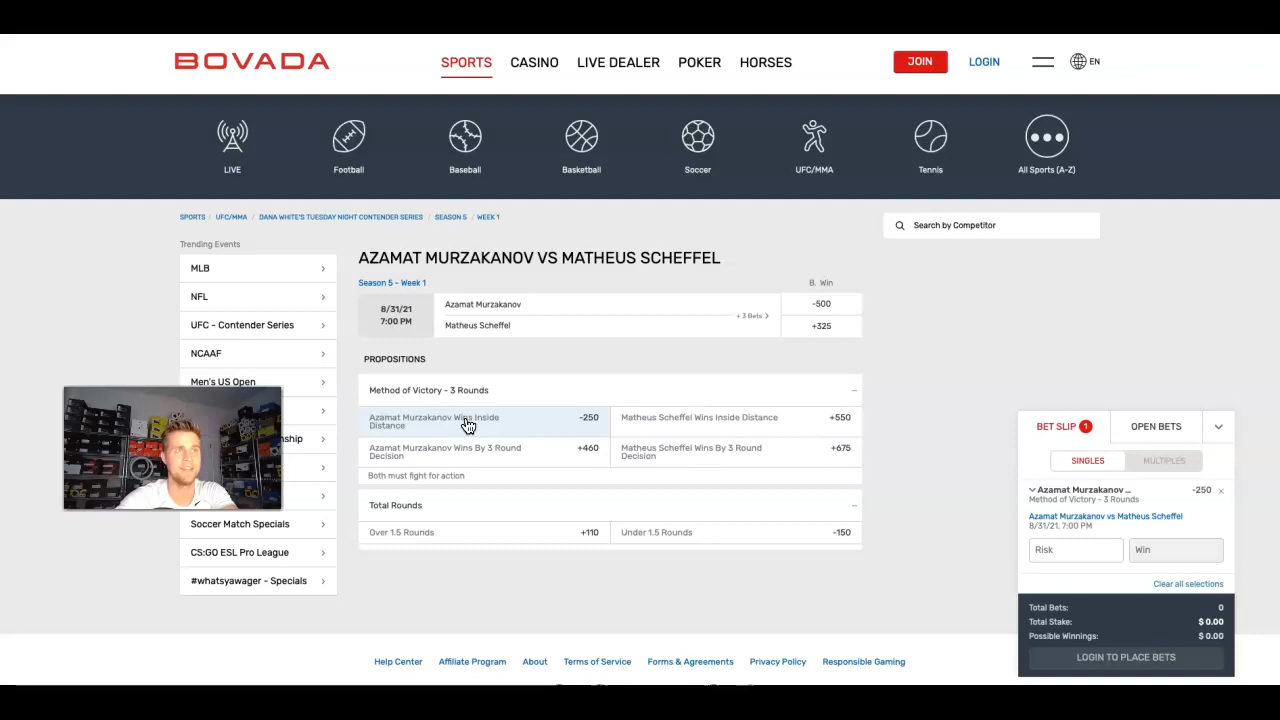 BOVADA
SPORTS CASINO LIVE DEALER POKER HORSES
JOIN LOGIN EN
LIVE Football Baseball Basketball Soccer UFC/MMA Tennis All Sports (A-Z)
SPORTS / UFC/MMA / DANA WHITE'S TUESDAY NIGHT CONTENDER SERIES / SEASON 5 / WEEK 1
Search by Competitor
Trending Events
MLB
NFL
UFC - Contender Series
NCAAF
Men's US Open
nship
Soccer Match Specials
CS:GO ESL Pro League
#whatsyawager - Specials
AZAMAT MURZAKANOV VS MATHEUS SCHEFFEL
Season 5 - Week 1 B. Win
8/31/21
7:00 PM
Azamat Murzakanov -500
+ 3 Bets
Matheus Scheffel +325
PROPOSITIONS
Method of Victory - 3 Rounds
Azamat Murzakanov Wins Inside
Distance
-250
Matheus Scheffel Wins Inside Distance +550
Azamat Murzakanov Wins By 3 Round
Decision
+460
Matheus Scheffel Wins By 3 Round
Decision
+675
Both must fight for action
Total Rounds
Over 1.5 Rounds +110
Under 1.5 Rounds -150
BET SLIP 1 OPEN BETS
SINGLES MULTIPLES
Azamat Murzakanov ... -250
Method of Victory - 3 Rounds
Azamat Murzakanov vs Matheus Scheffel
8/31/21, 7:00 PM
Risk Win
Clear all selections
Total Bets: 0
Total Stake: $ 0.00
Possible Winnings: $ 0.00
LOGIN TO PLACE BETS
Help Center Affiliate Program About Terms of Service Forms & Agreements Privacy Policy Responsible Gaming